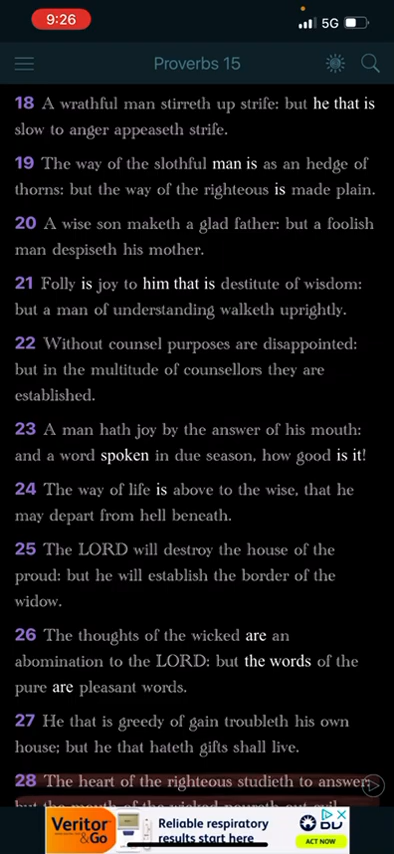 9:26
5G
Proverbs 15
18 A wrathful man stirreth up strife: but he that is
slow to anger appeaseth strife.
19 The way of the slothful man is as an hedge of
thorns: but the way of the righteous is made plain.
20 A wise son maketh a glad father: but a foolish
man despiseth his mother.
21 Folly is joy to him that is destitute of wisdom:
but a man of understanding walketh uprightly.
22 Without counsel purposes are disappointed:
but in the multitude of counsellors they are
established.
23 A man hath joy by the answer of his mouth:
and a word spoken in due season, how good is it!
24 The way of life is above to the wise, that he
may depart from hell beneath.
25 The LORD will destroy the house of the
proud: but he will establish the border of the
widow.
26 The thoughts of the wicked are an
abomination to the LORD: but the words of the
pure are pleasant words.
27 He that is greedy of gain troubleth his own
house; but he that hateth gifts shall live.
28 The heart of the righteous studieth to answer:
but the mouth of the wicked poureth out evil
Veritor
&Go
Reliable respiratory
results start here
BD
ACT NOW